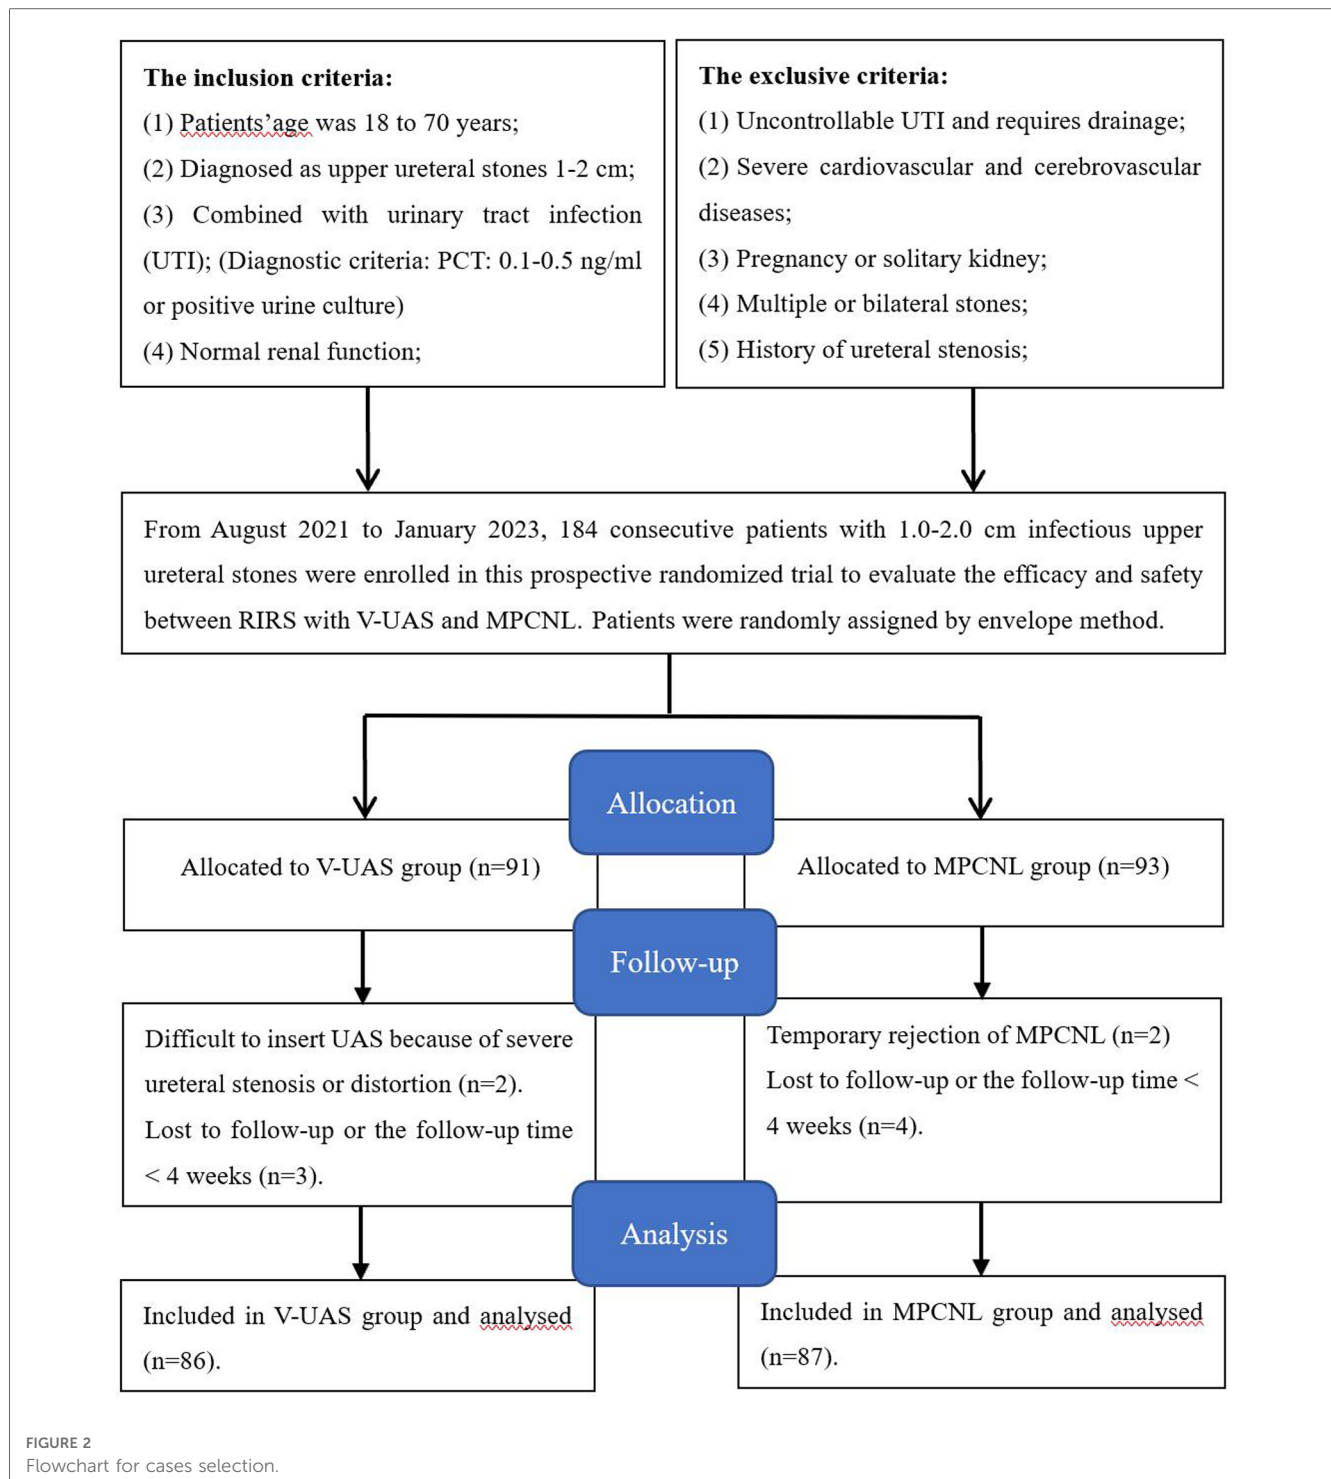 The inclusion criteria:
(1) Patients’age was 18 to 70 years;
(2) Diagnosed as upper ureteral stones 1-2 cm;
(3) Combined with urinary tract infection
(UTI); (Diagnostic criteria: PCT: 0.1-0.5 ng/ml
or positive urine culture)
(4) Normal renal function;
The exclusive criteria:
(1) Uncontrollable UTI and requires drainage;
(2) Severe cardiovascular and cerebrovascular
diseases;
(3) Pregnancy or solitary kidney;
(4) Multiple or bilateral stones;
(5) History of ureteral stenosis;
From August 2021 to January 2023, 184 consecutive patients with 1.0-2.0 cm infectious upper
ureteral stones were enrolled in this prospective randomized trial to evaluate the efficacy and safety
between RIRS with V-UAS and MPCNL. Patients were randomly assigned by envelope method.
Allocation
Allocated to V-UAS group (n=91)
Allocated to MPCNL group (n=93)
Follow-up
Difficult to insert UAS because of severe
ureteral stenosis or distortion (n=2).
Lost to follow-up or the follow-up time
< 4 weeks (n=3).
Temporary rejection of MPCNL (n=2)
Lost to follow-up or the follow-up time <
4 weeks (n=4).
Analysis
Included in V-UAS group and analysed
(n=86).
Included in MPCNL group and analysed
(n=87).
FIGURE 2
Flowchart for cases selection.